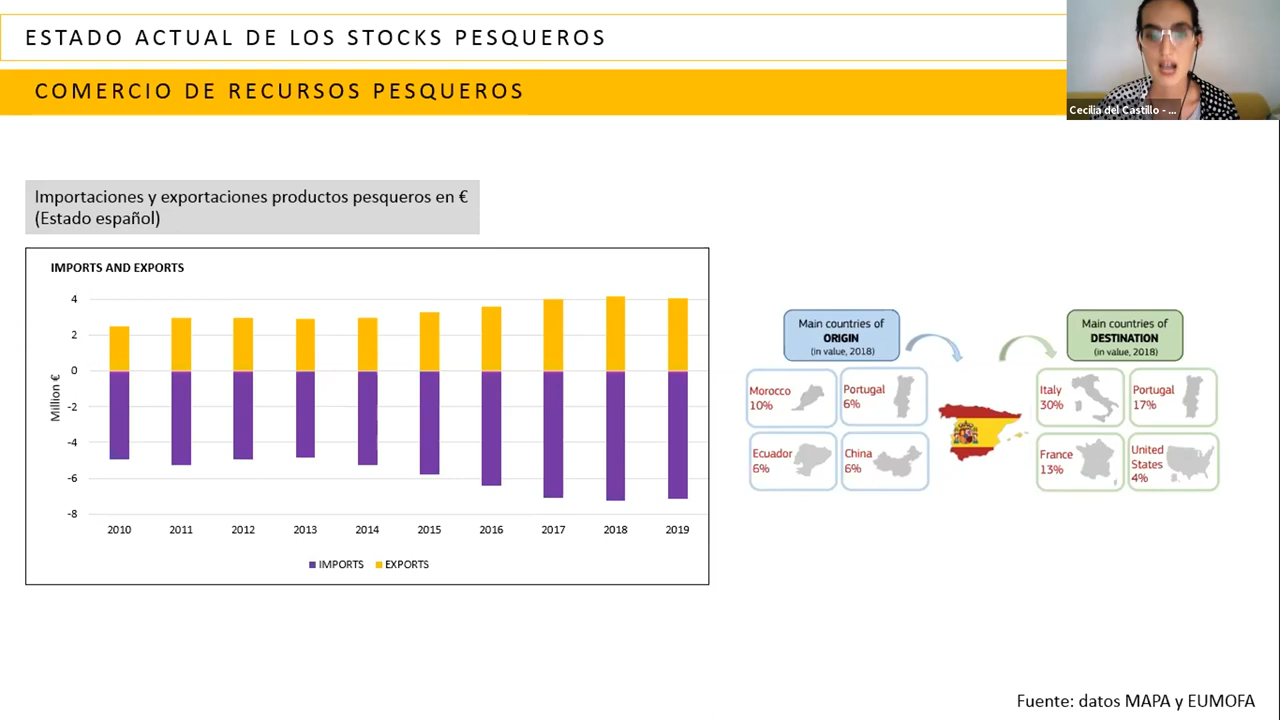 ESTADO ACTUAL DE LOS STOCKS PESQUEROS
COMERCIO DE RECURSOS PESQUEROS
Cecilia del Castillo - ...
Importaciones y exportaciones productos pesqueros en €
(Estado español)
IMPORTS AND EXPORTS
Million €
4
2
0
-2
-4
-6
-8
2010 2011 2012 2013 2014 2015 2016 2017 2018 2019
IMPORTS EXPORTS
Main countries of
ORIGIN
(in value, 2018)
Morocco
10%
Portugal
6%
Ecuador
6%
China
6%
Main countries of
DESTINATION
(in value, 2018)
Italy
30%
Portugal
17%
France
13%
United
States
4%
Fuente: datos MAPA y EUMOFA